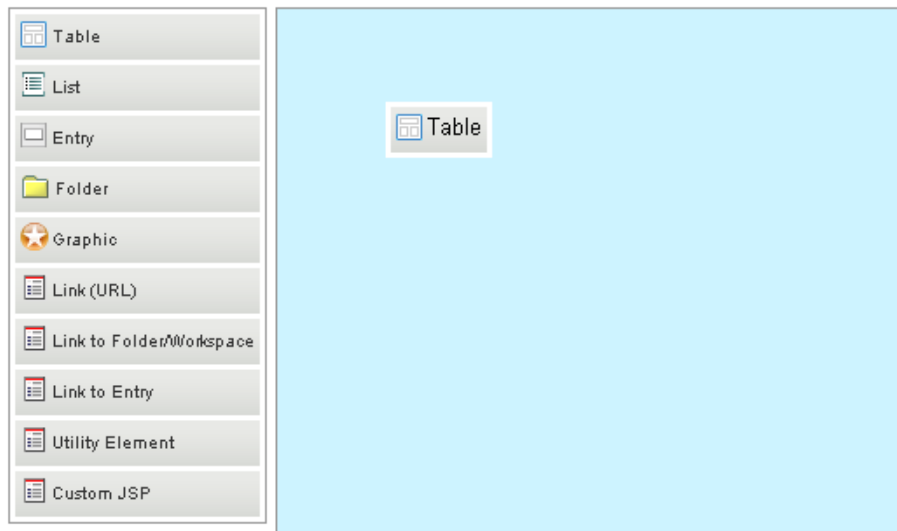 Table
List
Entry
Folder
Graphic
Link (URL)
Link to Folder/Workspace
Link to Entry
Utility Element
Custom JSP
Table